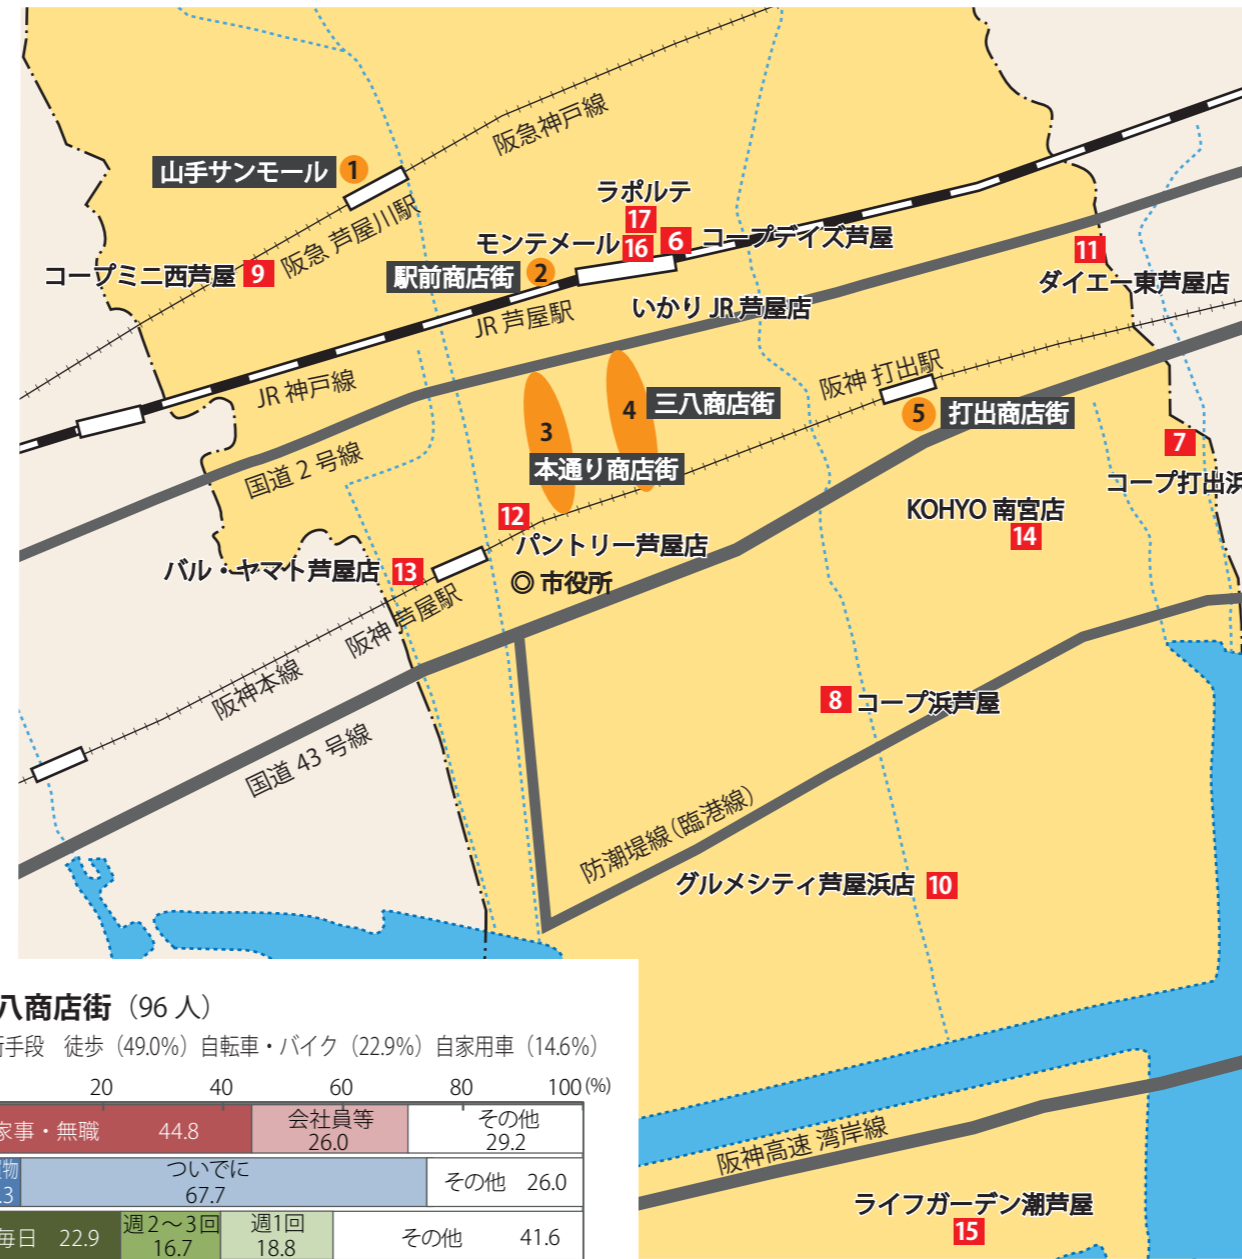 阪急神戸線
山手サンモール 1
阪急 芦屋川駅
ラポルテ
17
モンテメール 16
6 コープデイズ芦屋
コープミニ西芦屋 9
駅前商店街 2
11
ダイエー東芦屋店
いかり JR 芦屋店
JR 芦屋駅
JR 神戸線
阪神 打出駅
4 三八商店街
5 打出商店街
3
本通り商店街
国道 2 号線
7
コープ打出浜
KOHYO 南宮店
14
12
パントリー芦屋店
バル・ヤマト芦屋店 13
◎ 市役所
阪神 芦屋駅
阪神本線
国道 43 号線
8 コープ浜芦屋
防潮堤線(臨港線)
グルメシティ芦屋浜店 10
八商店街(96 人)
手段 徒歩(49.0%)自転車・バイク(22.9%)自家用車(14.6%)
20 40 60 80 100 (%)
家事・無職 44.8 会社員等 26.0 その他 29.2
物 .3 ついでに 67.7 その他 26.0
毎日 22.9 週2〜3回 16.7 週1回 18.8 その他 41.6
阪神高速 湾岸線
ライフガーデン潮芦屋
15